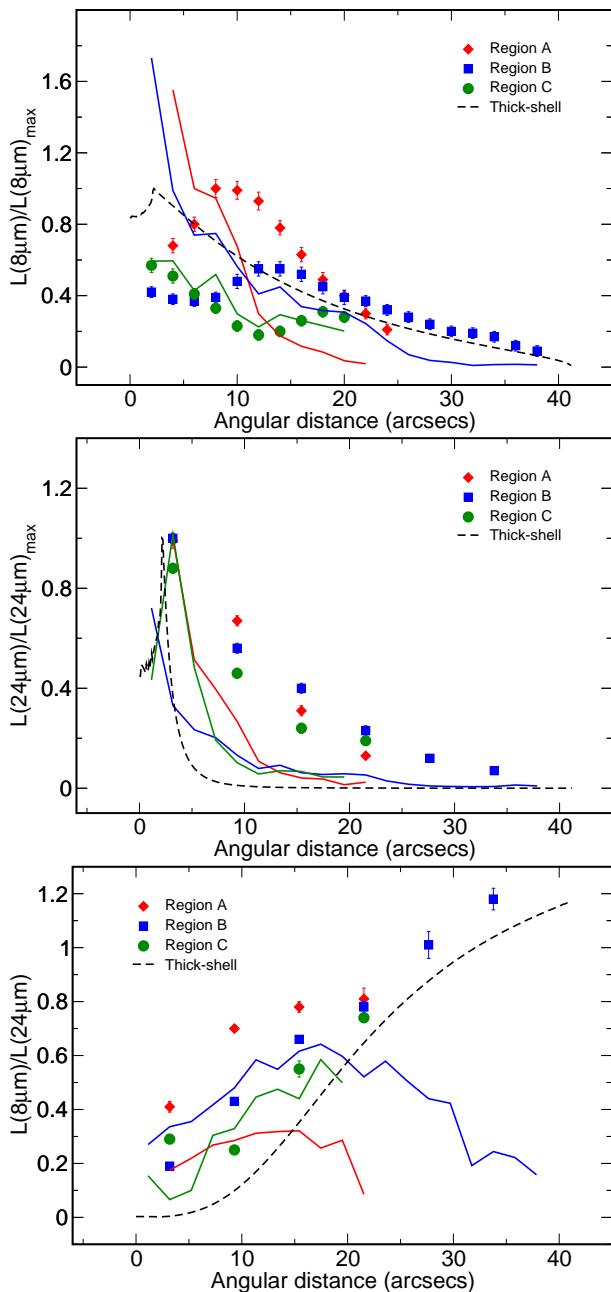 L(8μm)/L(8μm)max
1.6
1.2
0.8
0.4
0
Region A
Region B
Region C
Thick-shell
0 10 20 30 40
Angular distance (arcsecs)
L(24μm)/L(24μm)max
1.2
0.8
0.4
0
Region A
Region B
Region C
Thick-shell
0 10 20 30 40
Angular distance (arcsecs)
L(8μm)/L(24μm)
1.2
1
0.8
0.6
0.4
0.2
0
Region A
Region B
Region C
Thick-shell
0 10 20 30 40
Angular distance (arcsecs)